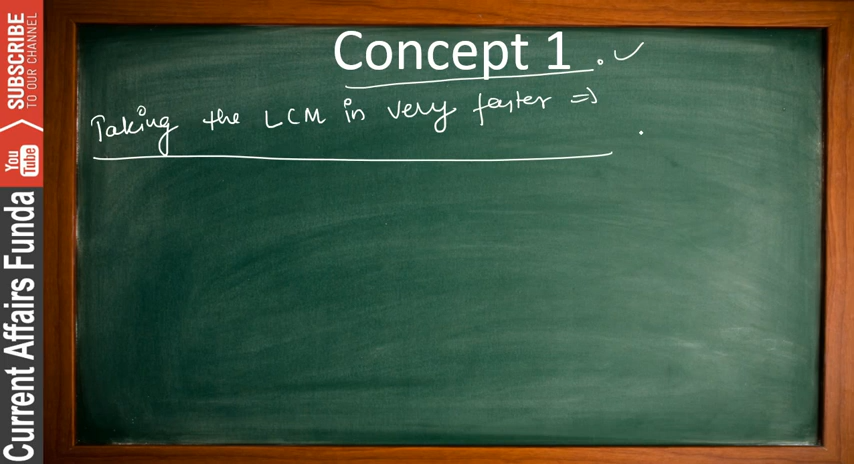 Concept 1
Taking the LCM in very faster =>
SUBSCRIBE
TO OUR CHANNEL
You
Tube
Current Affairs Funda